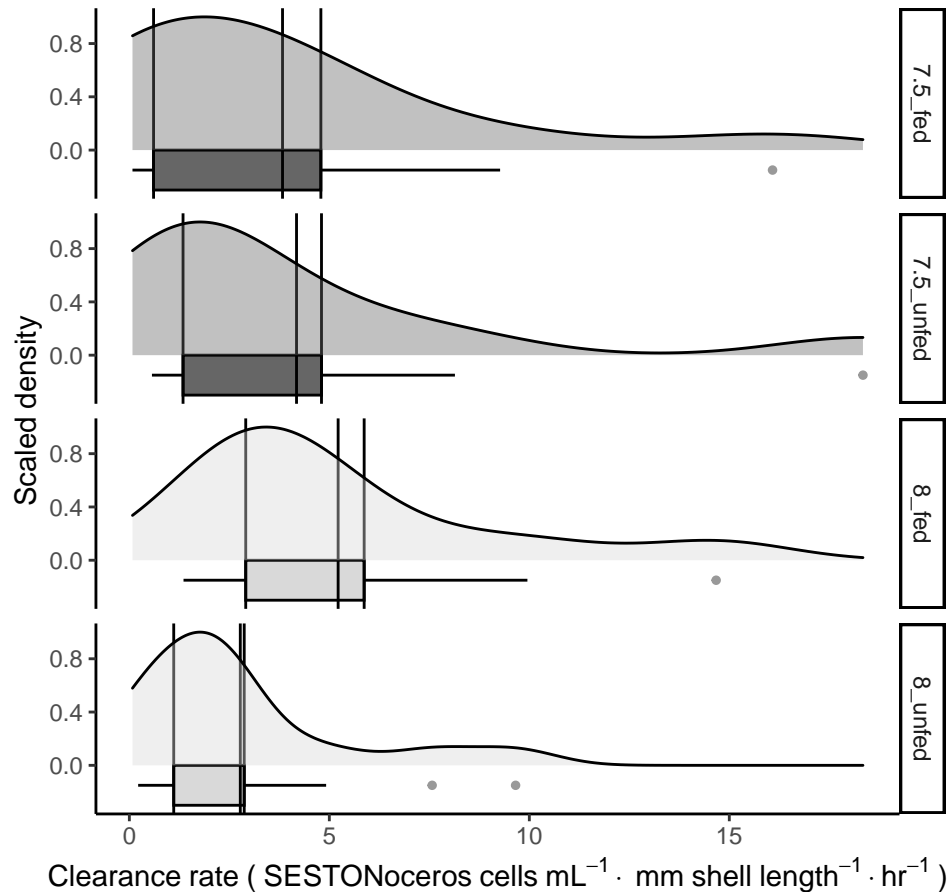 Scaled density
0.8
0.4
0.0
7.5_fed
0.8
0.4
0.0
7.5_unfed
0.8
0.4
0.0
8_fed
0.8
0.4
0.0
8_unfed
0 5 10 15
Clearance rate ( SESTONoceros cells mL⁻¹ · mm shell length⁻¹ · hr⁻¹ )